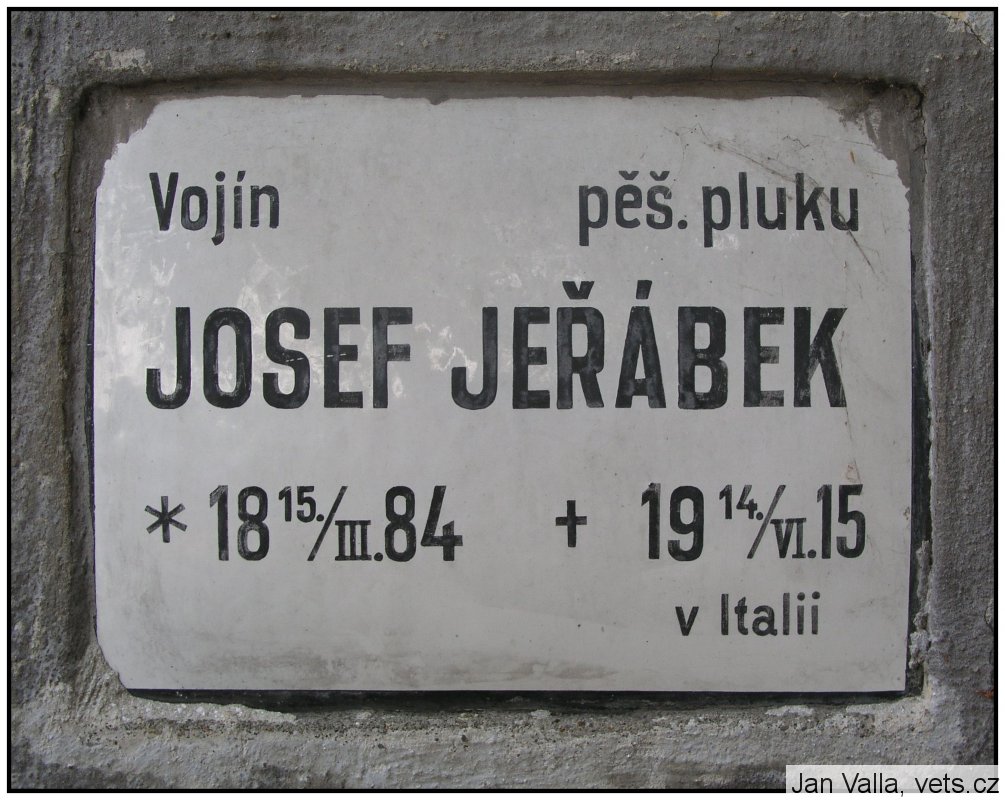 Vojín pěš. pluku
JOSEF JEŘÁBEK
* 18 15./III.84 + 19 14./VI.15
v Italii
Jan Valla, vets.cz